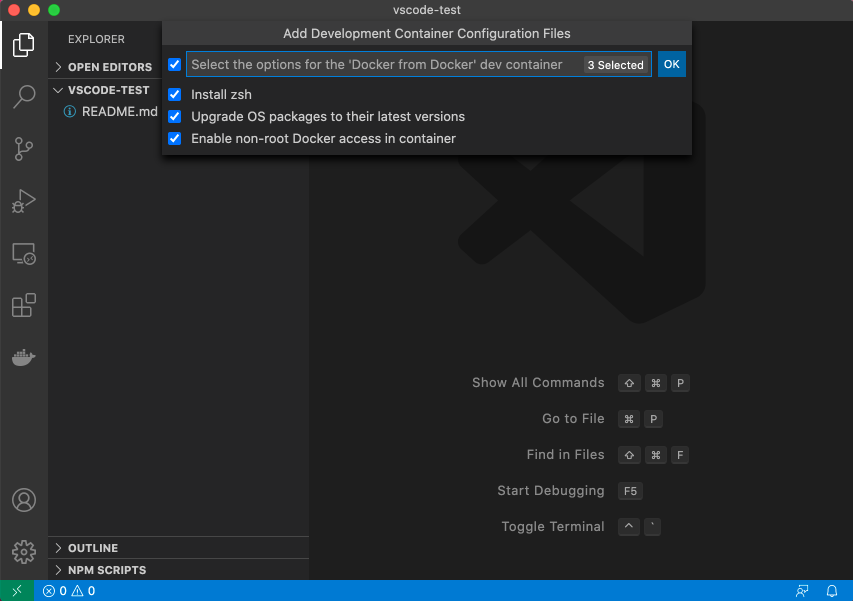 vscode-test
Add Development Container Configuration Files
Select the options for the 'Docker from Docker' dev container 3 Selected OK
Install zsh
Upgrade OS packages to their latest versions
Enable non-root Docker access in container
EXPLORER
OPEN EDITORS
VSCODE-TEST
README.md
Show All Commands ⇧ ⌘ P
Go to File ⌘ P
Find in Files ⇧ ⌘ F
Start Debugging F5
Toggle Terminal ^ `
OUTLINE
NPM SCRIPTS
0 0